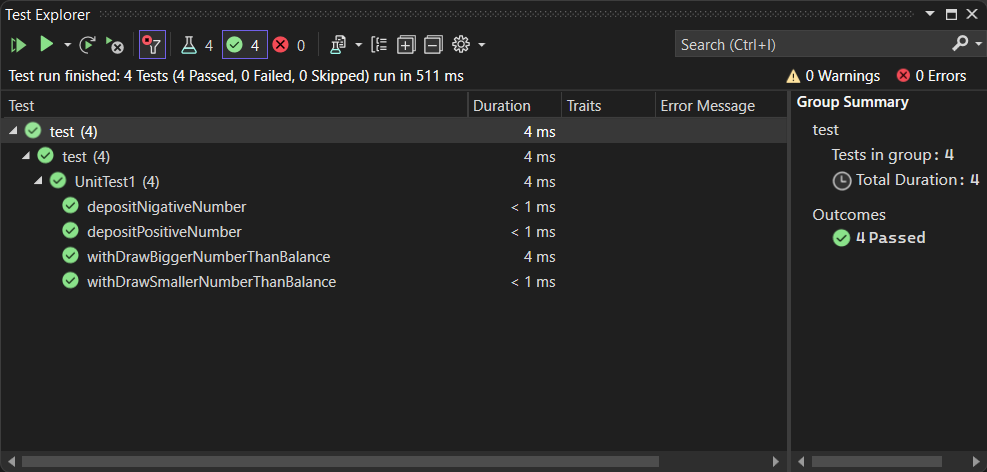 Test Explorer
4 4 0 Search (Ctrl+I)
Test run finished: 4 Tests (4 Passed, 0 Failed, 0 Skipped) run in 511 ms 0 Warnings 0 Errors
Test Duration Traits Error Message
test (4) 4 ms
test (4) 4 ms
UnitTest1 (4) 4 ms
depositNigativeNumber < 1 ms
depositPositiveNumber < 1 ms
withDrawBiggerNumberThanBalance 4 ms
withDrawSmallerNumberThanBalance < 1 ms
Group Summary
test
Tests in group: 4
Total Duration: 4
Outcomes
4 Passed